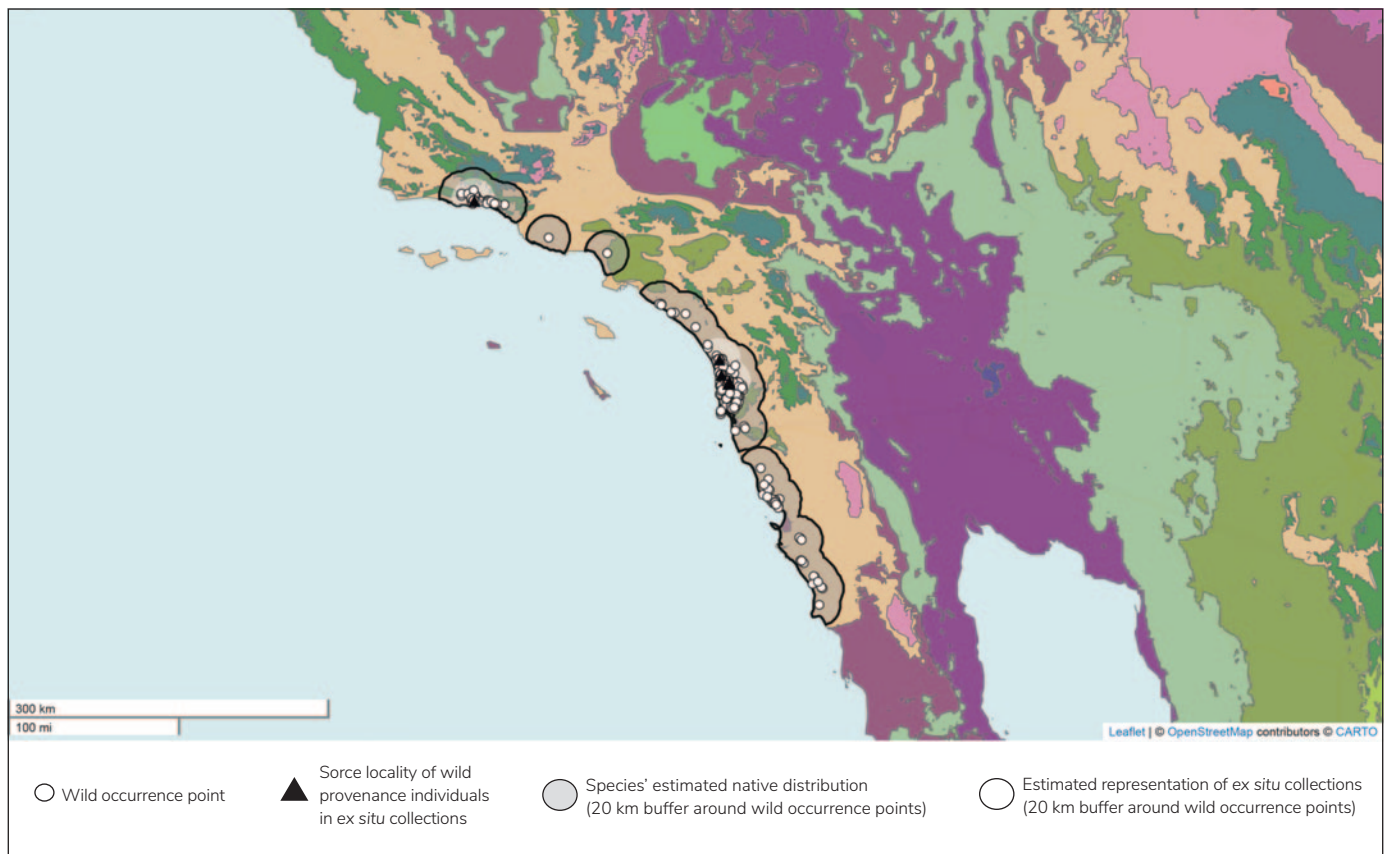 300 km
100 mi
Leaflet | © OpenStreetMap contributors © CARTO
Wild occurrence point
Sorce locality of wild
provenance individuals
in ex situ collections
Species' estimated native distribution
(20 km buffer around wild occurrence points)
Estimated representation of ex situ collections
(20 km buffer around wild occurrence points)